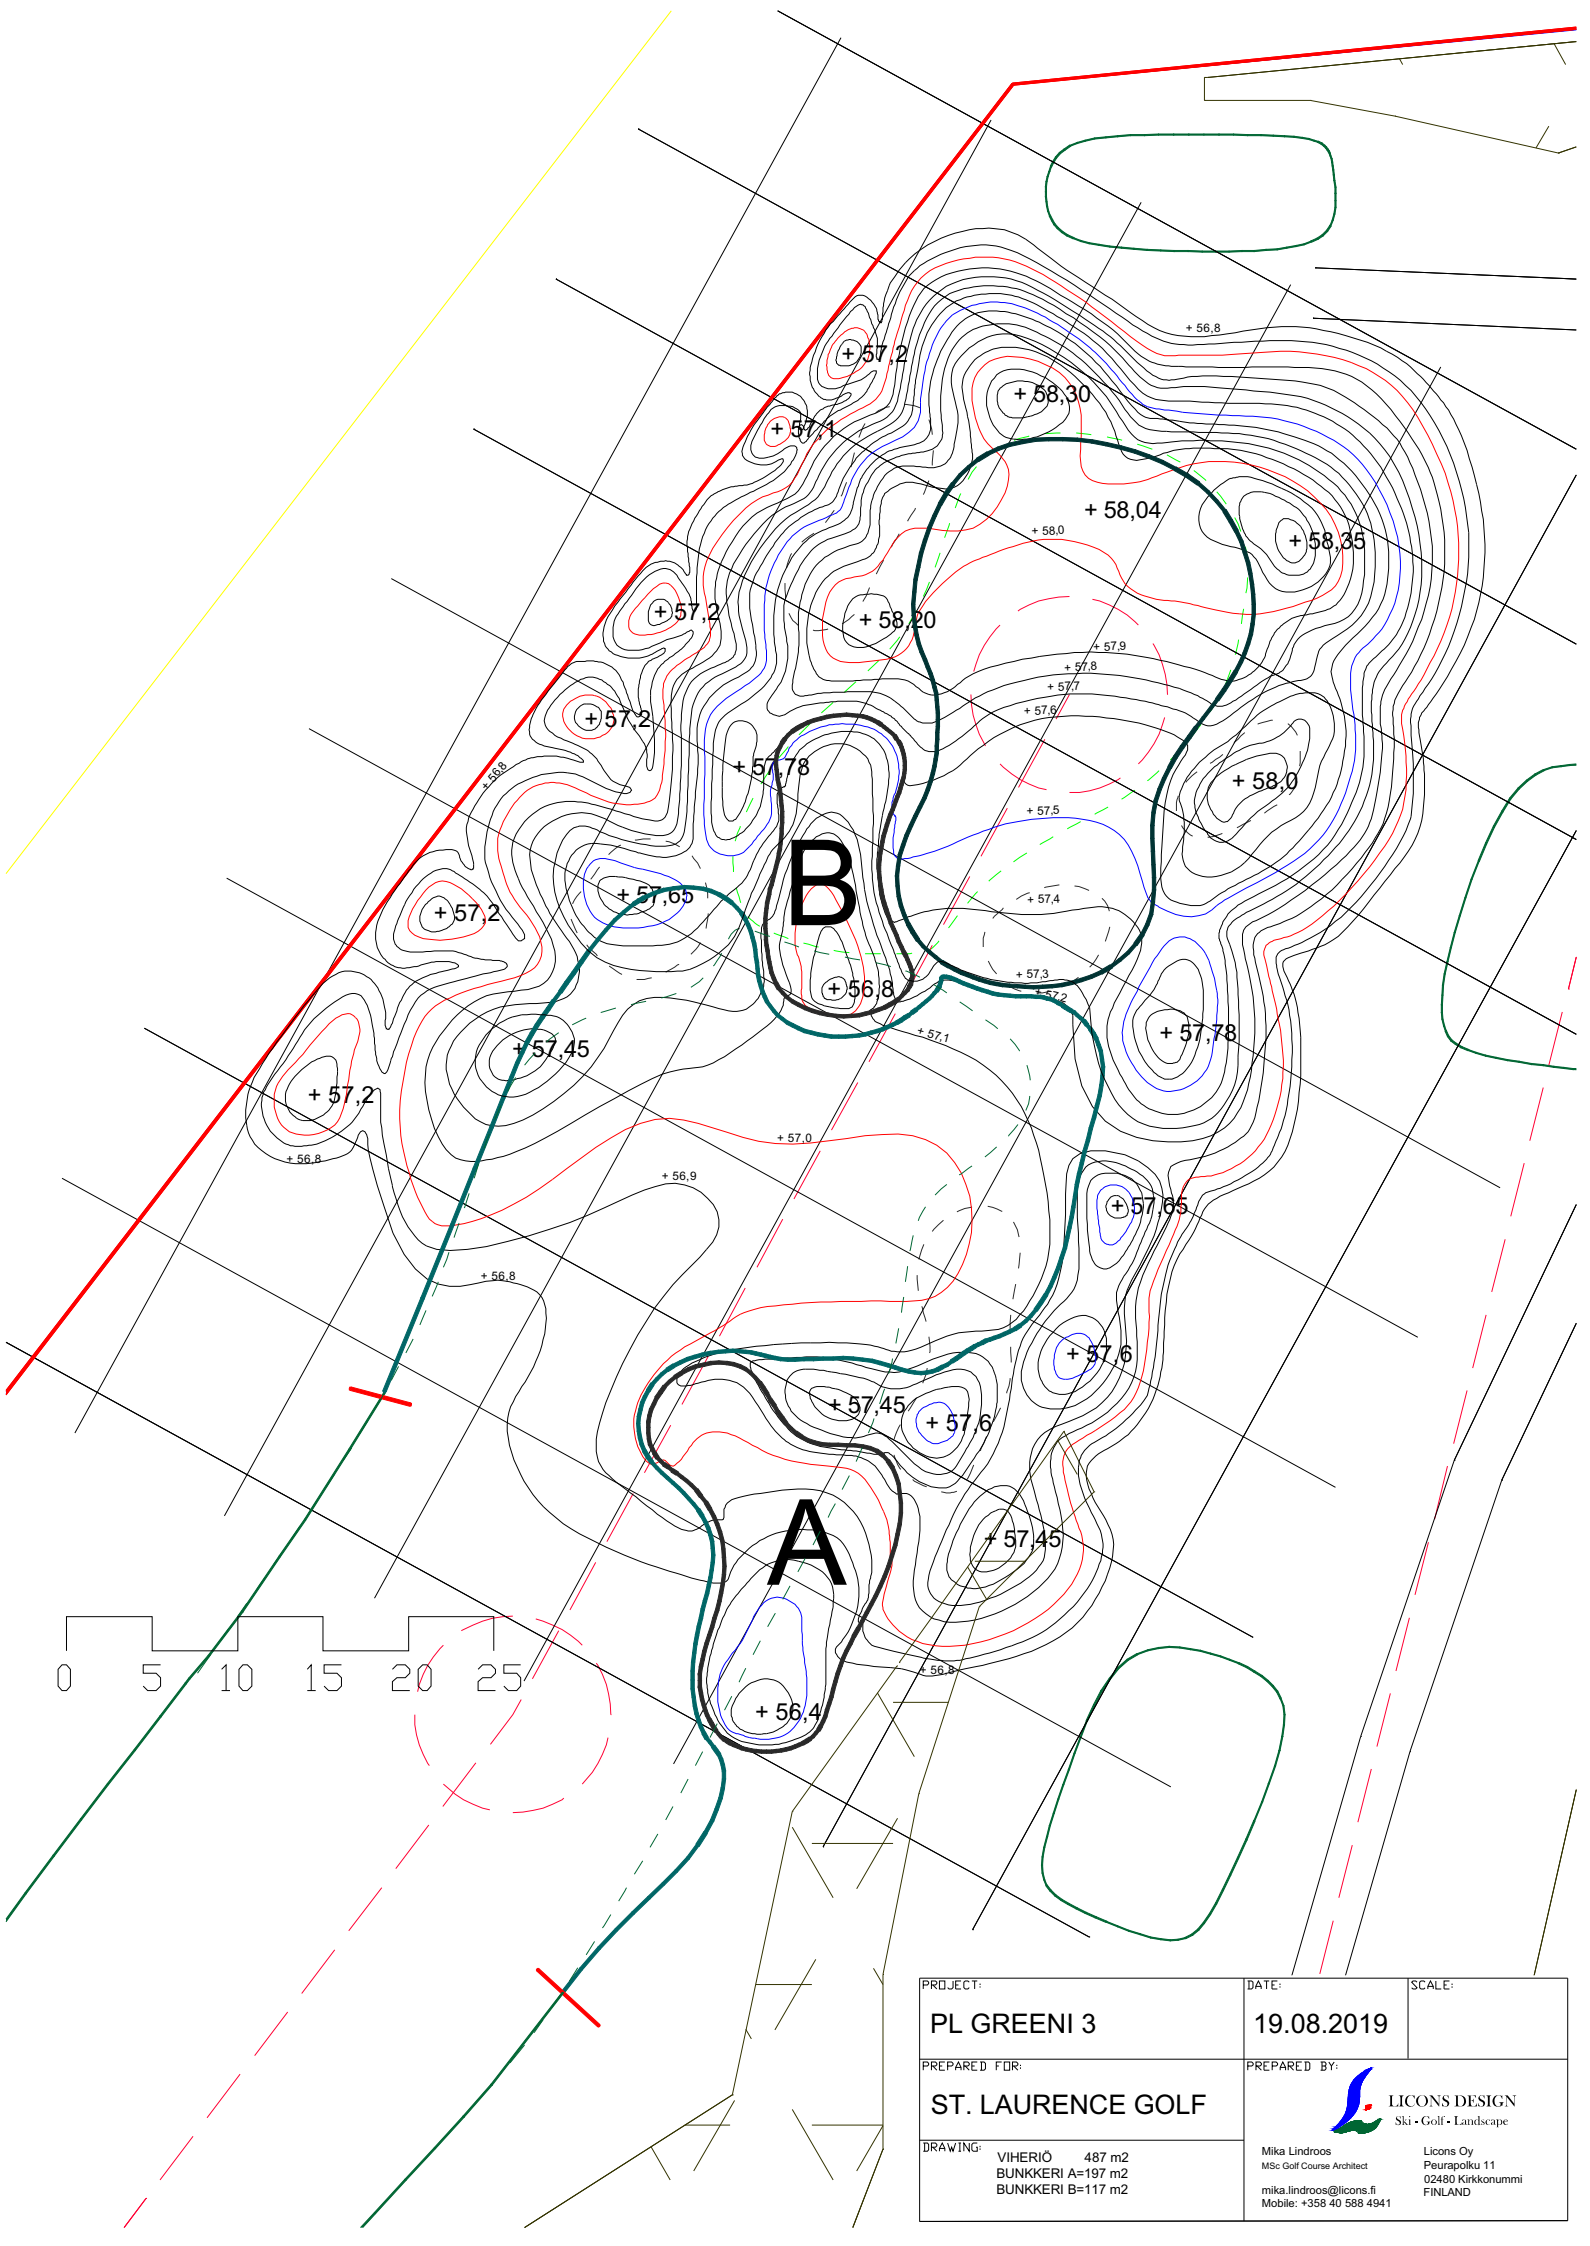 + 56,8
+ 57,2
+ 58,30
+ 57,1
+ 58,04
+ 58,0
+ 58,35
+ 57,2
+ 58,20
+ 57,9
+ 57,8
+ 57,7
+ 57,6
+ 57,2
+ 56,8
+ 57,78
+ 58,0
+ 57,5
B
+ 57,65
+ 57,4
+ 57,2
+ 57,3
+ 56,8
+ 57,2
+ 57,1
+ 57,78
+ 57,45
+ 57,2
+ 57,0
+ 56,8
+ 56,9
+ 57,65
+ 56,8
+ 57,6
+ 57,45
+ 57,6
A
+ 57,45
+ 56,8
0 5 10 15 20 25
+ 56,4
PROJECT:
PL GREENI 3
DATE:
19.08.2019
SCALE:
PREPARED FOR:
ST. LAURENCE GOLF
PREPARED BY:
LICONS DESIGN
Ski - Golf - Landscape
DRAWING:
VIHERIÖ 487 m2
BUNKKERI A=197 m2
BUNKKERI B=117 m2
Mika Lindroos
MSc Golf Course Architect
mika.lindroos@licons.fi
Mobile: +358 40 588 4941
Licons Oy
Peurapolku 11
02480 Kirkkonummi
FINLAND